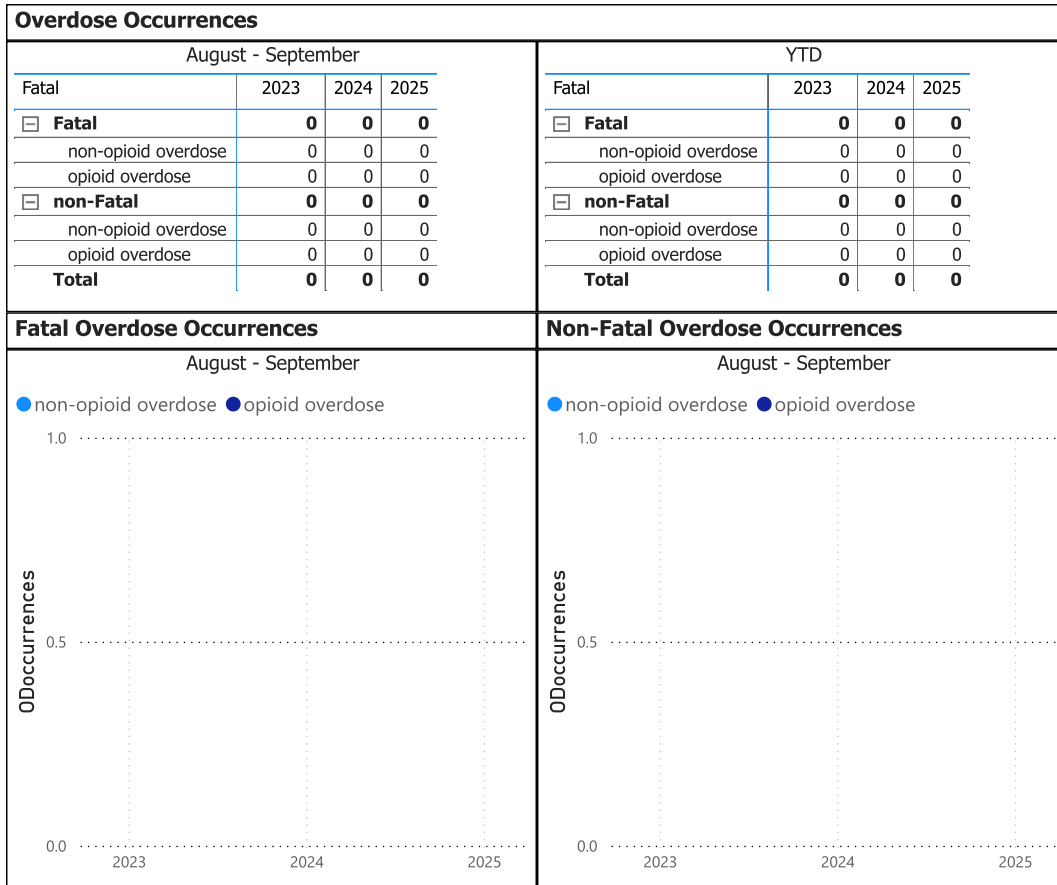 Overdose Occurrences
August - September
Fatal 2023 2024 2025
Fatal 0 0 0
non-opioid overdose 0 0 0
opioid overdose 0 0 0
non-Fatal 0 0 0
non-opioid overdose 0 0 0
opioid overdose 0 0 0
Total 0 0 0
YTD
Fatal 2023 2024 2025
Fatal 0 0 0
non-opioid overdose 0 0 0
opioid overdose 0 0 0
non-Fatal 0 0 0
non-opioid overdose 0 0 0
opioid overdose 0 0 0
Total 0 0 0
Fatal Overdose Occurrences
August - September
non-opioid overdose opioid overdose
ODoccurrences
1.0
0.5
0.0
2023 2024 2025
Non-Fatal Overdose Occurrences
August - September
non-opioid overdose opioid overdose
ODoccurrences
1.0
0.5
0.0
2023 2024 2025